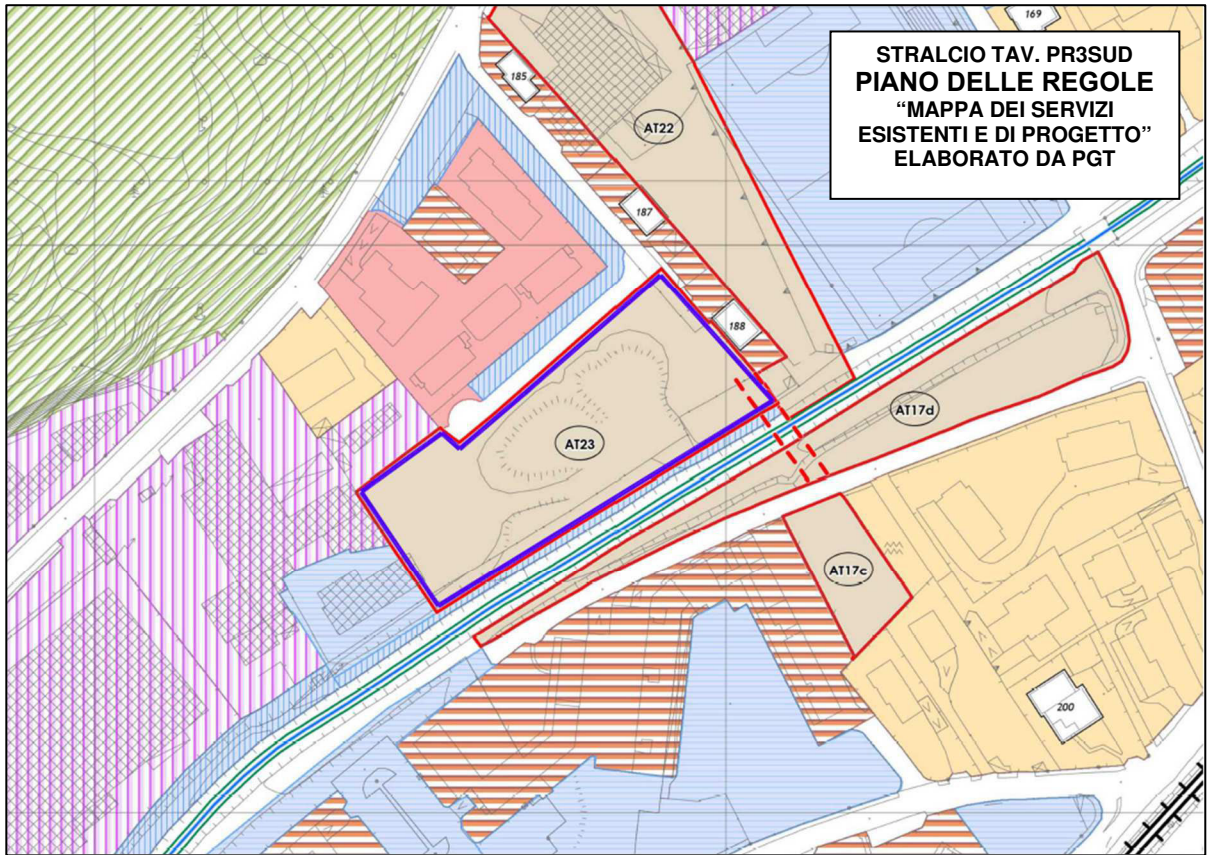 169
STRALCIO TAV. PR3SUD
PIANO DELLE REGOLE
“MAPPA DEI SERVIZI
ESISTENTI E DI PROGETTO”
ELABORATO DA PGT
185
AT22
187
188
AT17d
AT23
AT17c
200